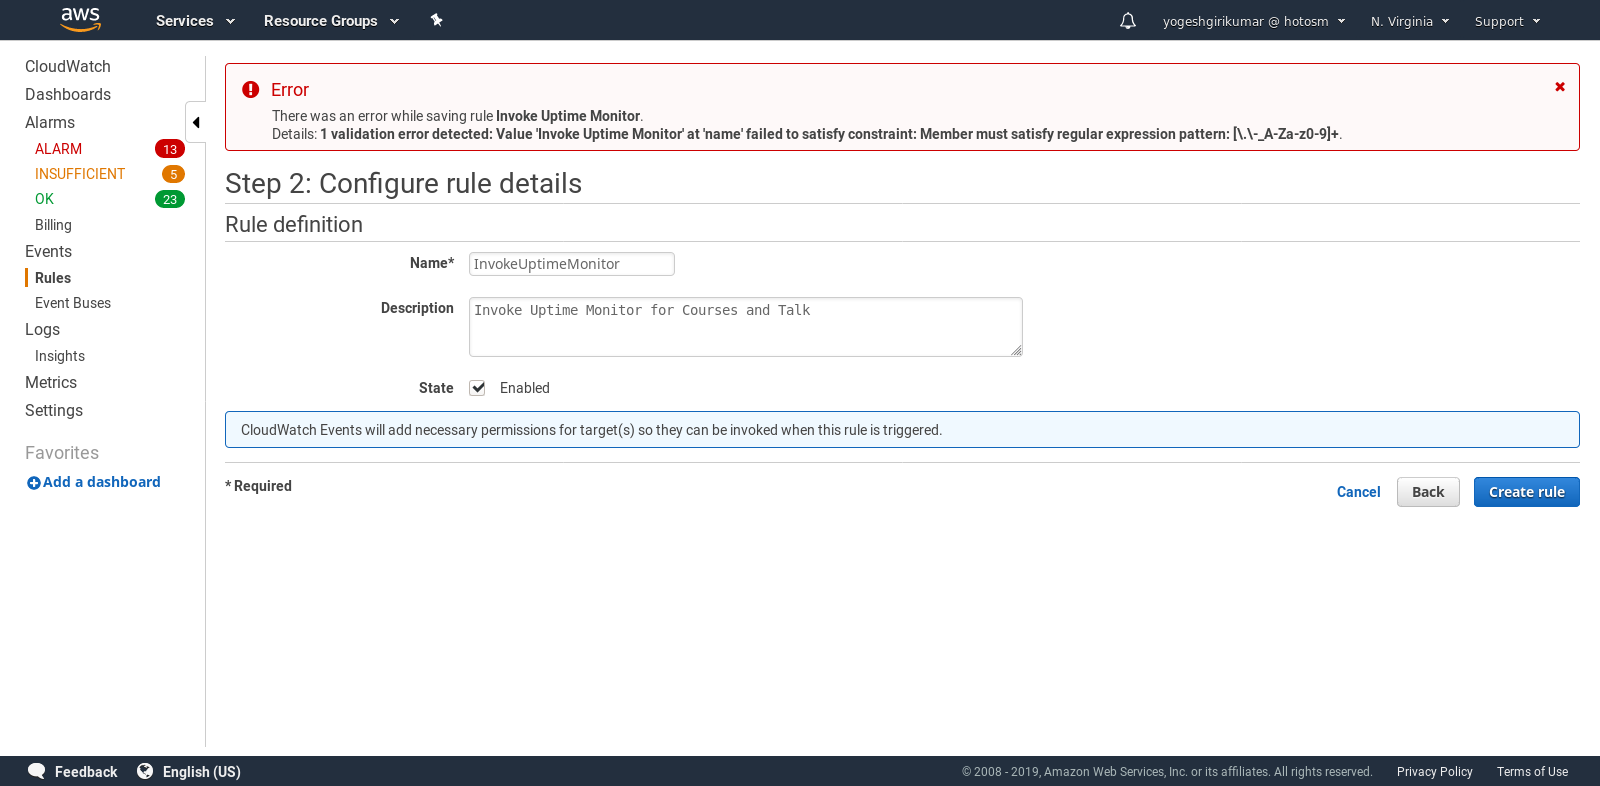 aws Services Resource Groups yogeshgirikumar @ hotosm N. Virginia Support
CloudWatch
Dashboards
Alarms
ALARM 13
INSUFFICIENT 5
OK 23
Billing
Events
Rules
Event Buses
Logs
Insights
Metrics
Settings
Favorites
Add a dashboard
Error
There was an error while saving rule Invoke Uptime Monitor.
Details: 1 validation error detected: Value 'Invoke Uptime Monitor' at 'name' failed to satisfy constraint: Member must satisfy regular expression pattern: [\.\-_A-Za-z0-9]+.
Step 2: Configure rule details
Rule definition
Name* InvokeUptimeMonitor
Description Invoke Uptime Monitor for Courses and Talk
State Enabled
CloudWatch Events will add necessary permissions for target(s) so they can be invoked when this rule is triggered.
* Required Cancel Back Create rule
Feedback English (US) © 2008 - 2019, Amazon Web Services, Inc. or its affiliates. All rights reserved. Privacy Policy Terms of Use